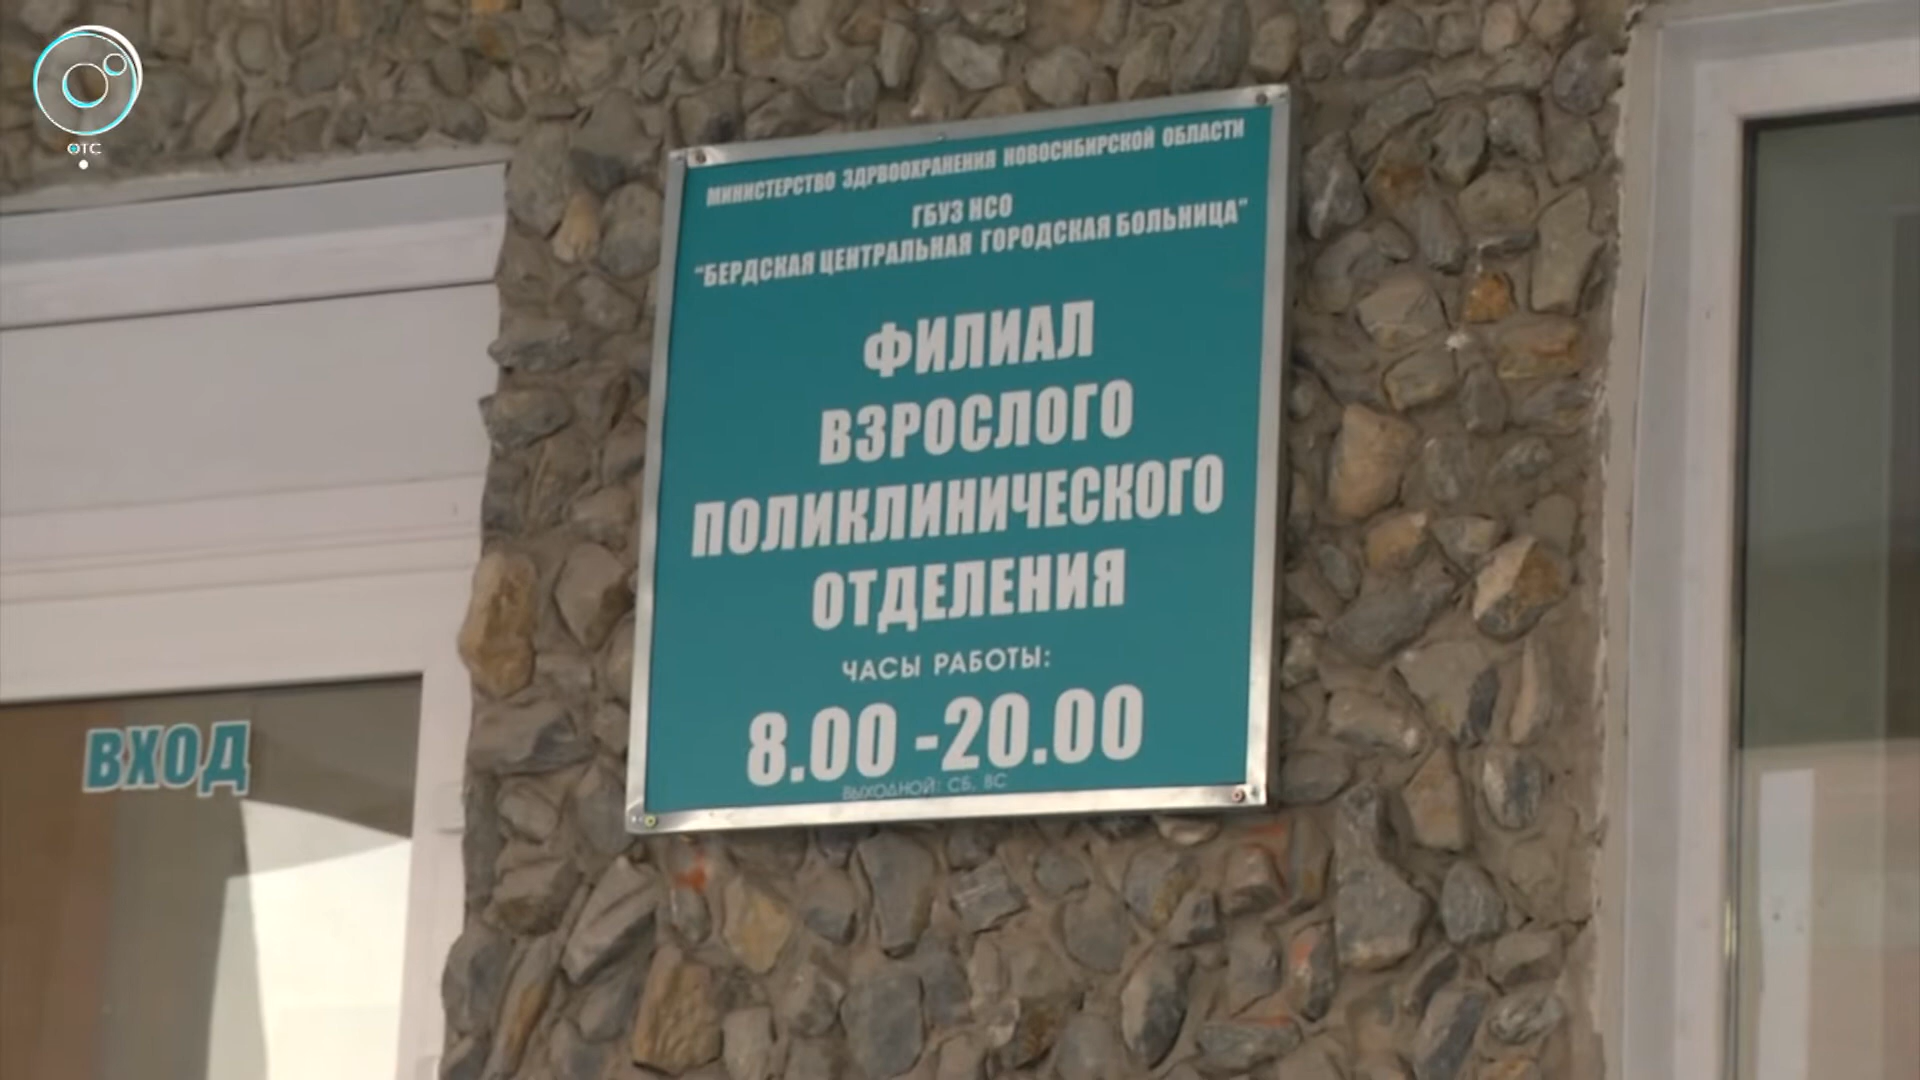 ОТС
МИНИСТЕРСТВО ЗДРВООХРАНЕНИЯ НОВОСИБИРСКОЙ ОБЛАСТИ
ГБУЗ НСО
"БЕРДСКАЯ ЦЕНТРАЛЬНАЯ ГОРОДСКАЯ БОЛЬНИЦА"
ФИЛИАЛ
ВЗРОСЛОГО
ПОЛИКЛИНИЧЕСКОГО
ОТДЕЛЕНИЯ
ЧАСЫ РАБОТЫ:
8.00 -20.00
ВЫХОДНОЙ: СБ, ВС
ВХОД